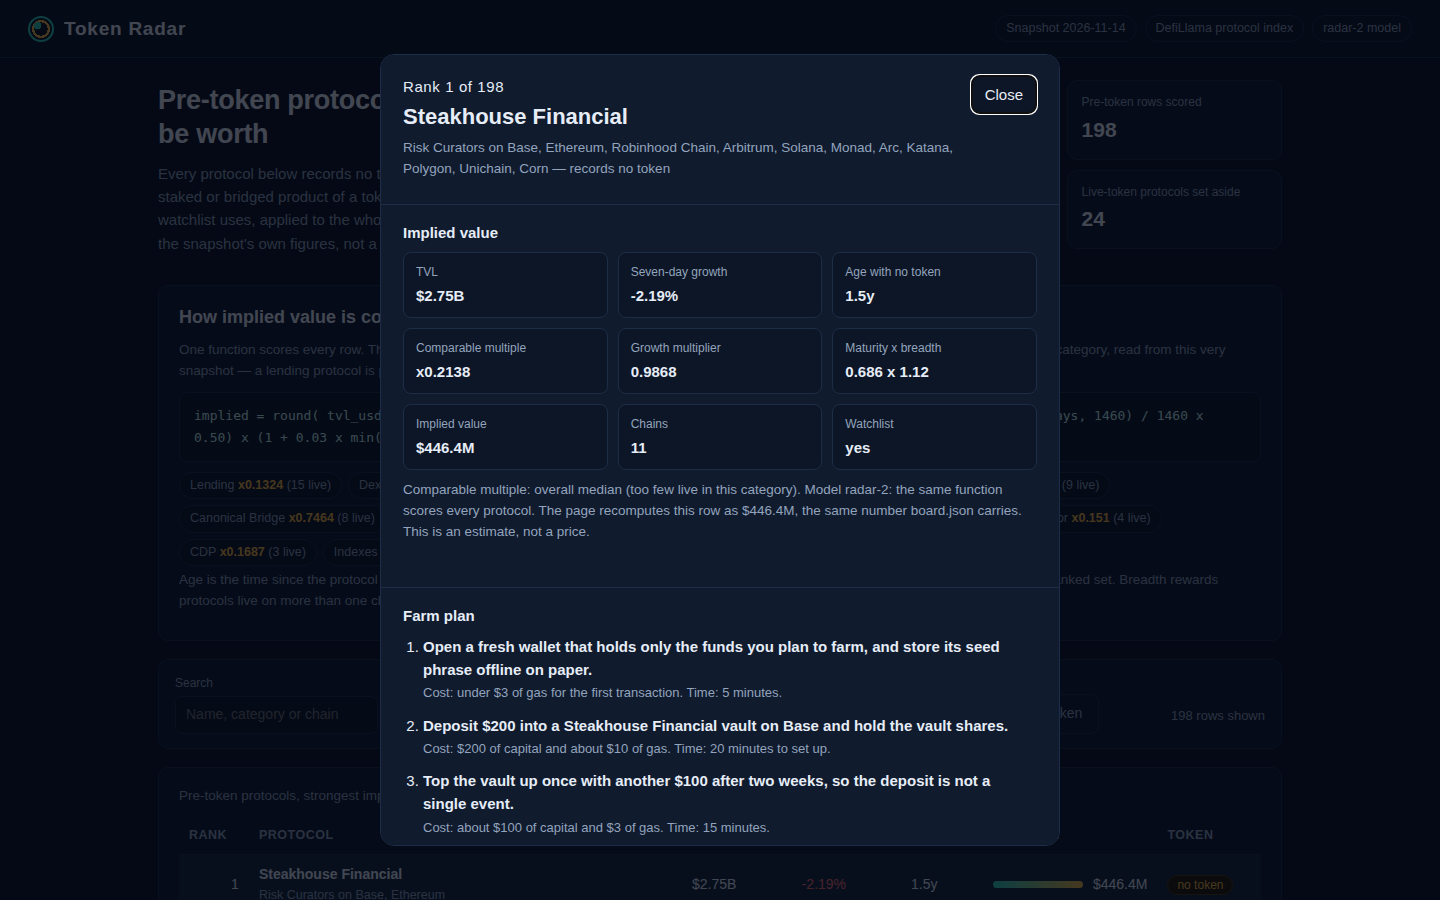 Token Radar
Snapshot 2026-11-14
DefiLlama protocol index
radar-2 model
Pre-token protoco
be worth
Every protocol below records no t
staked or bridged product of a tok
watchlist uses, applied to the who
the snapshot's own figures, not a
Pre-token rows scored
198
Live-token protocols set aside
24
Rank 1 of 198
Steakhouse Financial
Close
Risk Curators on Base, Ethereum, Robinhood Chain, Arbitrum, Solana, Monad, Arc, Katana,
Polygon, Unichain, Corn — records no token
Implied value
TVL
$2.75B
Seven-day growth
-2.19%
Age with no token
1.5y
Comparable multiple
x0.2138
Growth multiplier
0.9868
Maturity x breadth
0.686 x 1.12
Implied value
$446.4M
Chains
11
Watchlist
yes
Comparable multiple: overall median (too few live in this category). Model radar-2: the same function
scores every protocol. The page recomputes this row as $446.4M, the same number board.json carries.
This is an estimate, not a price.
Farm plan
1. Open a fresh wallet that holds only the funds you plan to farm, and store its seed
phrase offline on paper.
Cost: under $3 of gas for the first transaction. Time: 5 minutes.
2. Deposit $200 into a Steakhouse Financial vault on Base and hold the vault shares.
Cost: $200 of capital and about $10 of gas. Time: 20 minutes to set up.
3. Top the vault up once with another $100 after two weeks, so the deposit is not a
single event.
Cost: about $100 of capital and $3 of gas. Time: 15 minutes.
How implied value is co
One function scores every row. Th
category, read from this very
snapshot — a lending protocol is
implied = round( tvl_usd
ays, 1460) / 1460 x
0.50) x (1 + 0.03 x min(
Lending x0.1324 (15 live)
Dex
(9 live)
Canonical Bridge x0.7464 (8 live)
or x0.151 (4 live)
CDP x0.1687 (3 live)
Indexes
Age is the time since the protocol
nked set. Breadth rewards
protocols live on more than one c
Search
Name, category or chain
ken
198 rows shown
Pre-token protocols, strongest imp
RANK
PROTOCOL
TOKEN
1
Steakhouse Financial
Risk Curators on Base, Ethereum
$2.75B
-2.19%
1.5y
$446.4M
no token